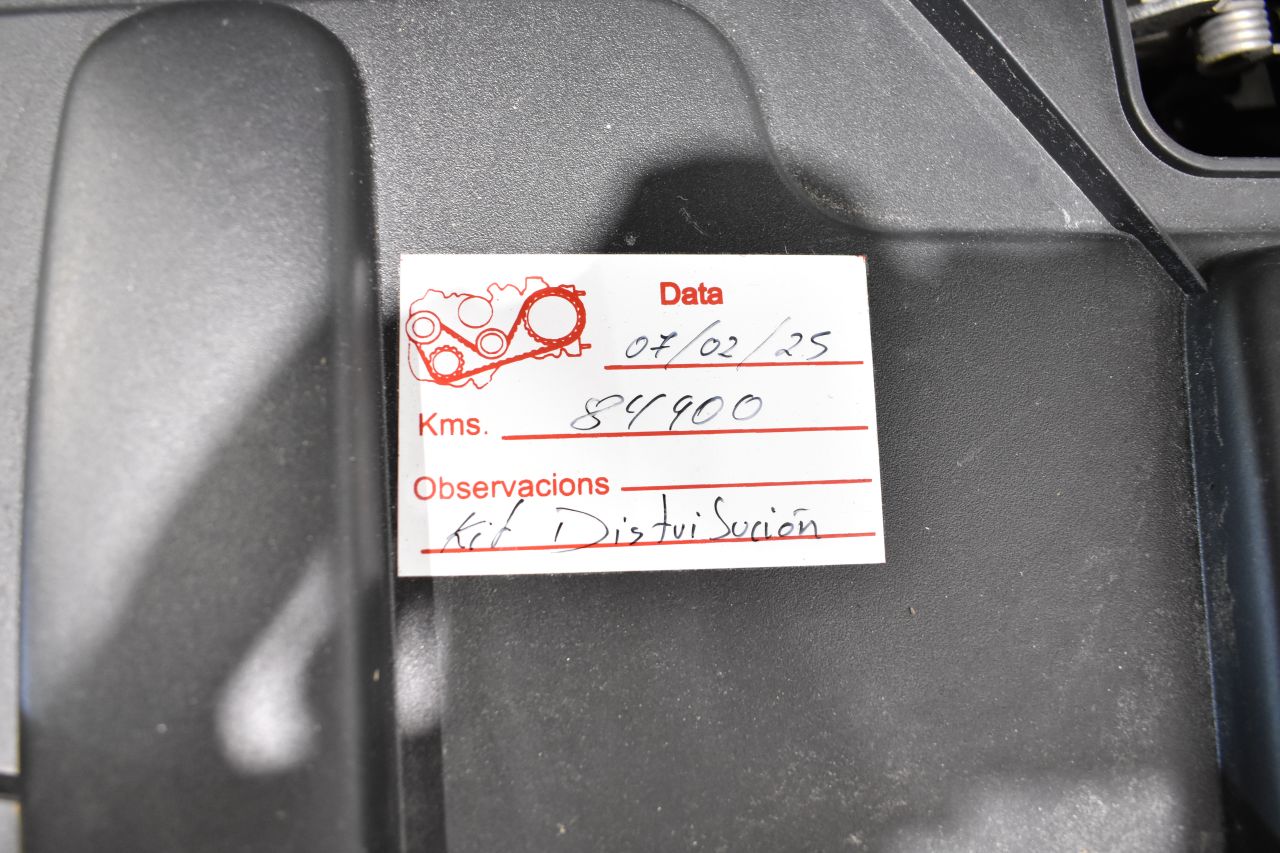 Data
07/02/25
Kms. 84900
Observacions
Kit Distribución